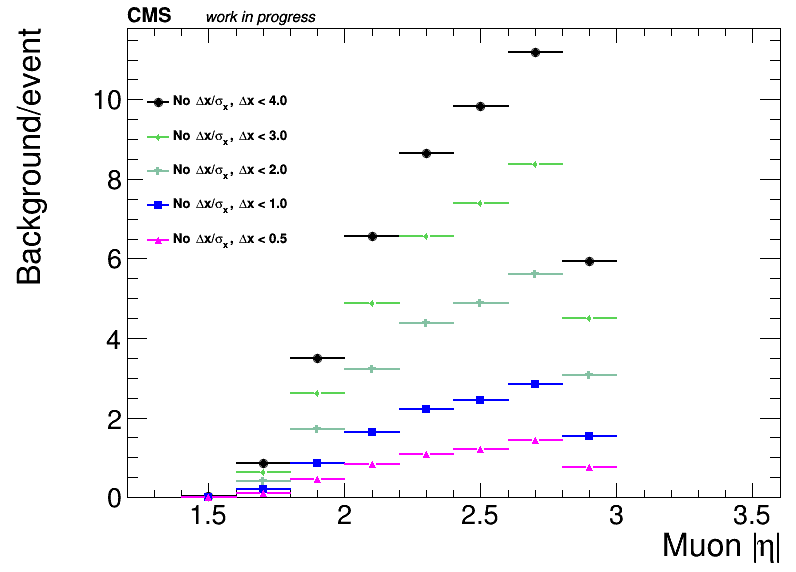 CMS work in progress
Background/event
10
8
6
4
2
0
No Δx/σx, Δx < 4.0
No Δx/σx, Δx < 3.0
No Δx/σx, Δx < 2.0
No Δx/σx, Δx < 1.0
No Δx/σx, Δx < 0.5
1.5 2 2.5 3 3.5
Muon |η|